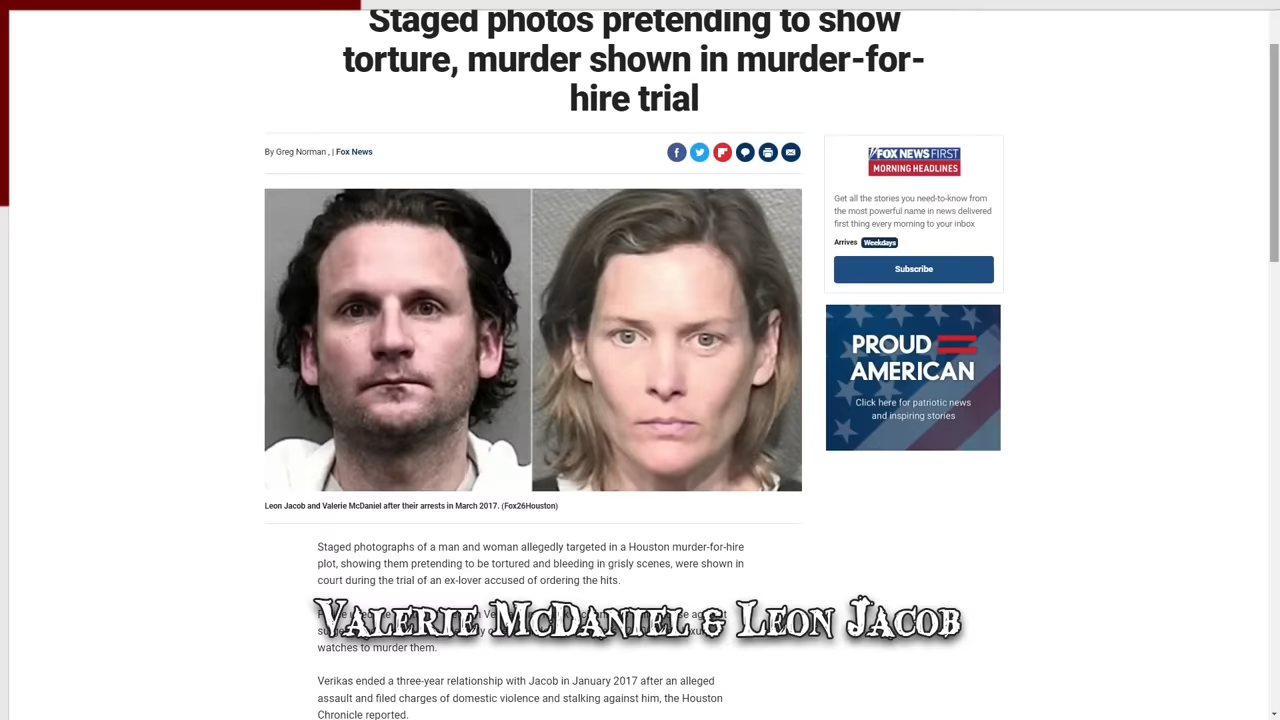 Staged photos pretending to show
torture, murder shown in murder-for-
hire trial
By Greg Norman , | Fox News
FOX NEWS FIRST
MORNING HEADLINES
Get all the stories you need-to-know from
the most powerful name in news delivered
first thing every morning to your inbox
Arrives Weekdays
Subscribe
PROUD
AMERICAN
Click here for patriotic news
and inspiring stories
Leon Jacob and Valerie McDaniel after their arrests in March 2017. (Fox26Houston)
Staged photographs of a man and woman allegedly targeted in a Houston murder-for-hire
plot, showing them pretending to be tortured and bleeding in grisly scenes, were shown in
court during the trial of an ex-lover accused of ordering the hits.
Valerie McDaniel & Leon Jacob
watches to murder them.
Verikas ended a three-year relationship with Jacob in January 2017 after an alleged
assault and filed charges of domestic violence and stalking against him, the Houston
Chronicle reported.